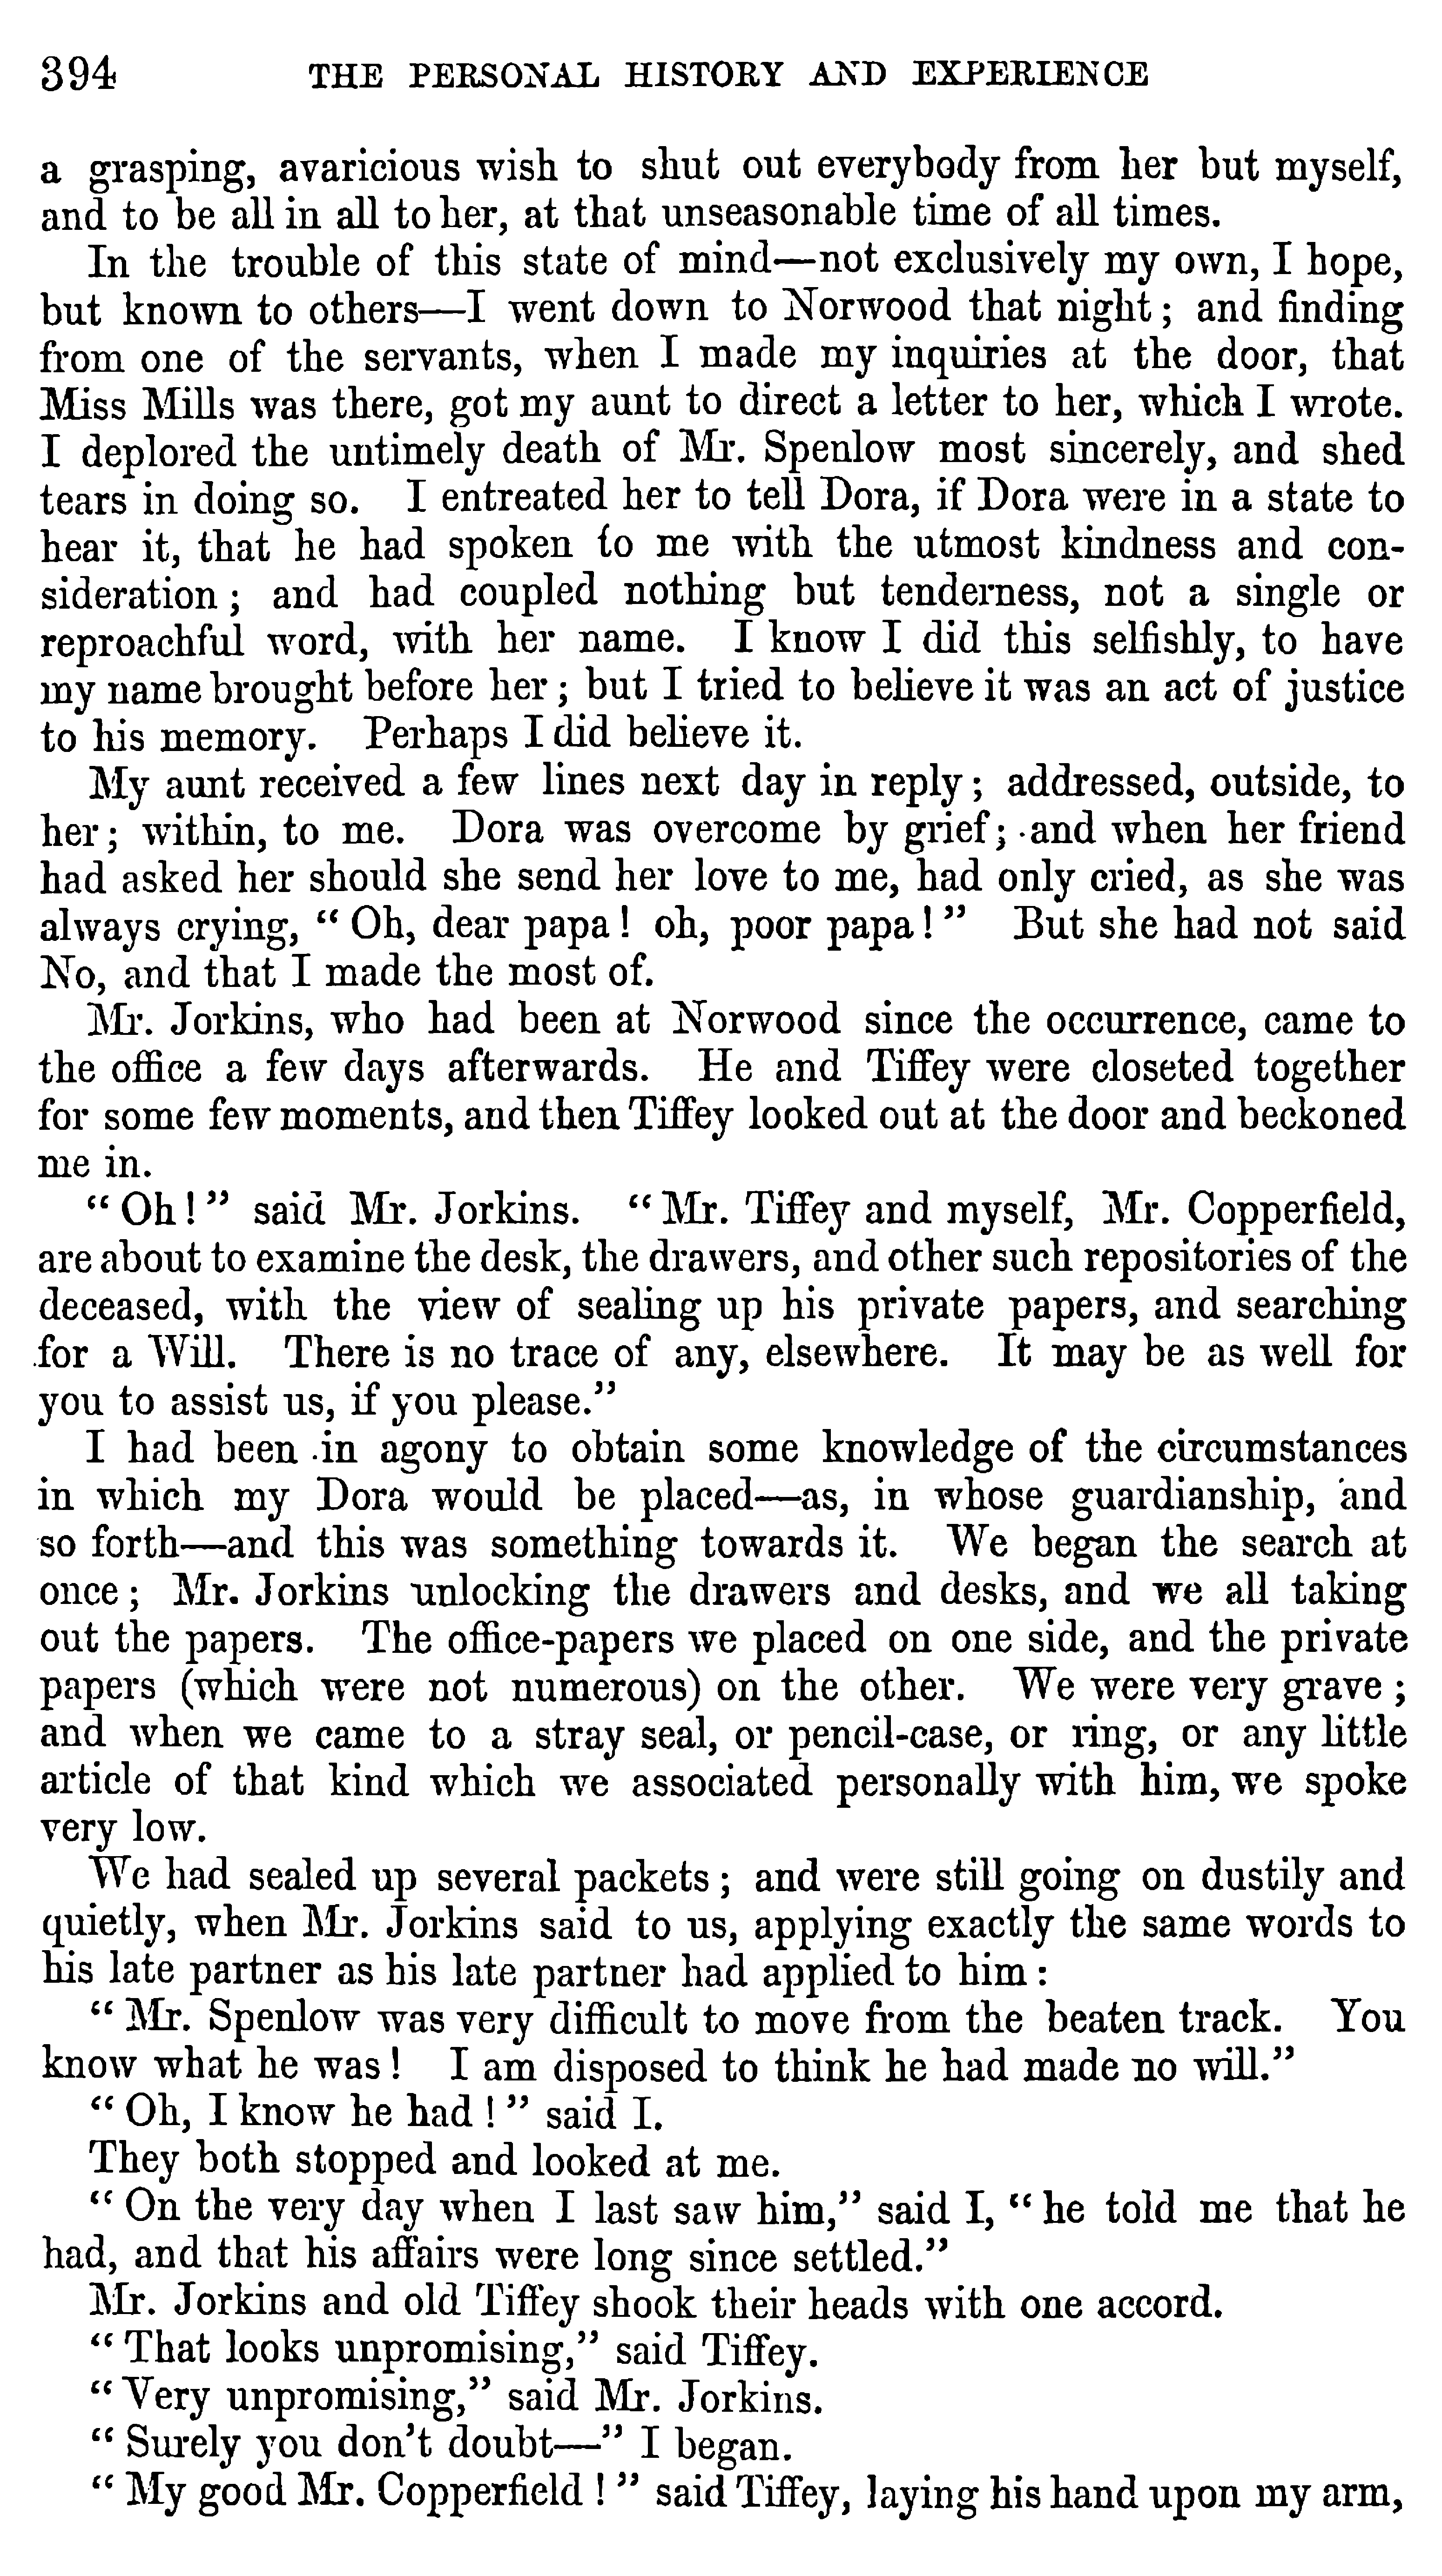 394 THE PERSONAL HISTORY AND EXPERIENCE
a grasping, avaricious wish to shut out everybody from her but myself,
and to be all in all to her, at that unseasonable time of all times.
In the trouble of this state of mind—not exclusively my own, I hope,
but known to others—I went down to Norwood that night; and finding
from one of the servants, when I made my inquiries at the door, that
Miss Mills was there, got my aunt to direct a letter to her, which I wrote.
I deplored the untimely death of Mr. Spenlow most sincerely, and shed
tears in doing so. I entreated her to tell Dora, if Dora were in a state to
hear it, that he had spoken to me with the utmost kindness and con-
sideration; and had coupled nothing but tenderness, not a single or
reproachful word, with her name. I know I did this selfishly, to have
my name brought before her; but I tried to believe it was an act of justice
to his memory. Perhaps I did believe it.
My aunt received a few lines next day in reply; addressed, outside, to
her; within, to me. Dora was overcome by grief; and when her friend
had asked her should she send her love to me, had only cried, as she was
always crying, "Oh, dear papa! oh, poor papa!" But she had not said
No, and that I made the most of.
Mr. Jorkins, who had been at Norwood since the occurrence, came to
the office a few days afterwards. He and Tiffey were closeted together
for some few moments, and then Tiffey looked out at the door and beckoned
me in.
"Oh!" said Mr. Jorkins. "Mr. Tiffey and myself, Mr. Copperfield,
are about to examine the desk, the drawers, and other such repositories of the
deceased, with the view of sealing up his private papers, and searching
for a Will. There is no trace of any, elsewhere. It may be as well for
you to assist us, if you please."
I had been in agony to obtain some knowledge of the circumstances
in which my Dora would be placed—as, in whose guardianship, and
so forth—and this was something towards it. We began the search at
once; Mr. Jorkins unlocking the drawers and desks, and we all taking
out the papers. The office-papers we placed on one side, and the private
papers (which were not numerous) on the other. We were very grave;
and when we came to a stray seal, or pencil-case, or ring, or any little
article of that kind which we associated personally with him, we spoke
very low.
We had sealed up several packets; and were still going on dustily and
quietly, when Mr. Jorkins said to us, applying exactly the same words to
his late partner as his late partner had applied to him:
"Mr. Spenlow was very difficult to move from the beaten track. You
know what he was! I am disposed to think he had made no will."
"Oh, I know he had!" said I.
They both stopped and looked at me.
"On the very day when I last saw him," said I, "he told me that he
had, and that his affairs were long since settled."
Mr. Jorkins and old Tiffey shook their heads with one accord.
"That looks unpromising," said Tiffey.
"Very unpromising," said Mr. Jorkins.
"Surely you don't doubt—" I began.
"My good Mr. Copperfield!" said Tiffey, laying his hand upon my arm,